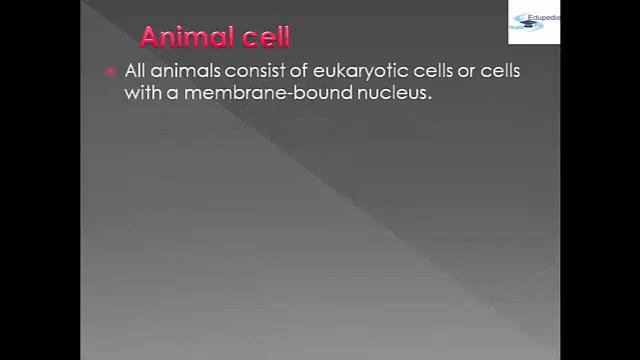 Edupedia
Animal cell
All animals consist of eukaryotic cells or cells
with a membrane-bound nucleus.